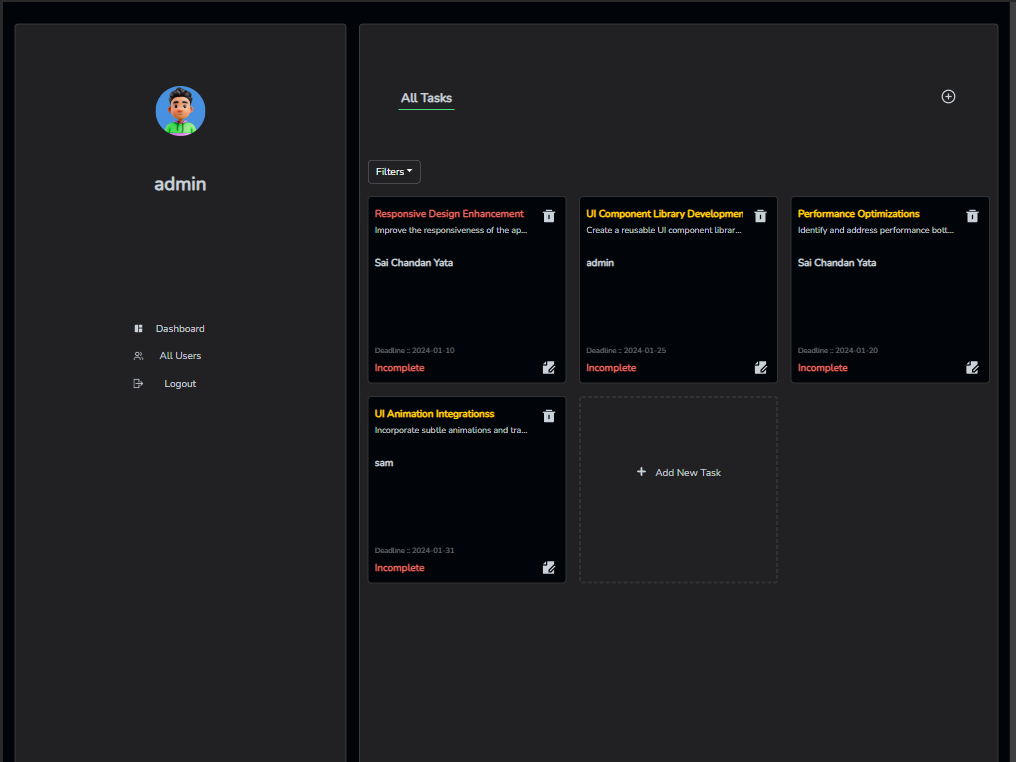 admin
Dashboard
All Users
Logout
All Tasks
Filters
Responsive Design Enhancement
Improve the responsiveness of the ap...
Sai Chandan Yata
Deadline :: 2024-01-10
Incomplete
UI Component Library Developmen
Create a reusable UI component librar...
admin
Deadline :: 2024-01-25
Incomplete
Performance Optimizations
Identify and address performance bott...
Sai Chandan Yata
Deadline :: 2024-01-20
Incomplete
UI Animation Integrationss
Incorporate subtle animations and tra...
sam
Deadline :: 2024-01-31
Incomplete
Add New Task